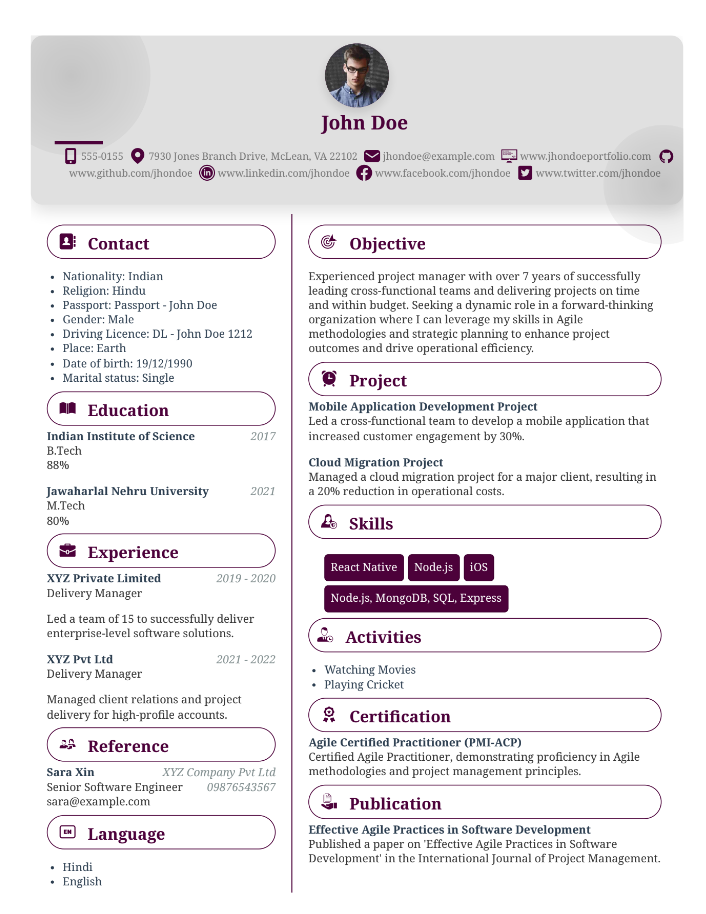 John Doe
555-0155 7930 Jones Branch Drive, McLean, VA 22102 jhondoe@example.com www.jhondoeportfolio.com
www.github.com/jhondoe www.linkedin.com/jhondoe www.facebook.com/jhondoe www.twitter.com/jhondoe
Contact
• Nationality: Indian
• Religion: Hindu
• Passport: Passport - John Doe
• Gender: Male
• Driving Licence: DL - John Doe 1212
• Place: Earth
• Date of birth: 19/12/1990
• Marital status: Single
Education
Indian Institute of Science 2017
B.Tech
88%
Jawaharlal Nehru University 2021
M.Tech
80%
Experience
XYZ Private Limited 2019 - 2020
Delivery Manager
Led a team of 15 to successfully deliver
enterprise-level software solutions.
XYZ Pvt Ltd 2021 - 2022
Delivery Manager
Managed client relations and project
delivery for high-profile accounts.
Reference
Sara Xin XYZ Company Pvt Ltd
Senior Software Engineer 09876543567
sara@example.com
EN Language
• Hindi
• English
Objective
Experienced project manager with over 7 years of successfully
leading cross-functional teams and delivering projects on time
and within budget. Seeking a dynamic role in a forward-thinking
organization where I can leverage my skills in Agile
methodologies and strategic planning to enhance project
outcomes and drive operational efficiency.
Project
Mobile Application Development Project
Led a cross-functional team to develop a mobile application that
increased customer engagement by 30%.
Cloud Migration Project
Managed a cloud migration project for a major client, resulting in
a 20% reduction in operational costs.
Skills
React Native Node.js iOS
Node.js, MongoDB, SQL, Express
Activities
• Watching Movies
• Playing Cricket
Certification
Agile Certified Practitioner (PMI-ACP)
Certified Agile Practitioner, demonstrating proficiency in Agile
methodologies and project management principles.
Publication
Effective Agile Practices in Software Development
Published a paper on 'Effective Agile Practices in Software
Development' in the International Journal of Project Management.